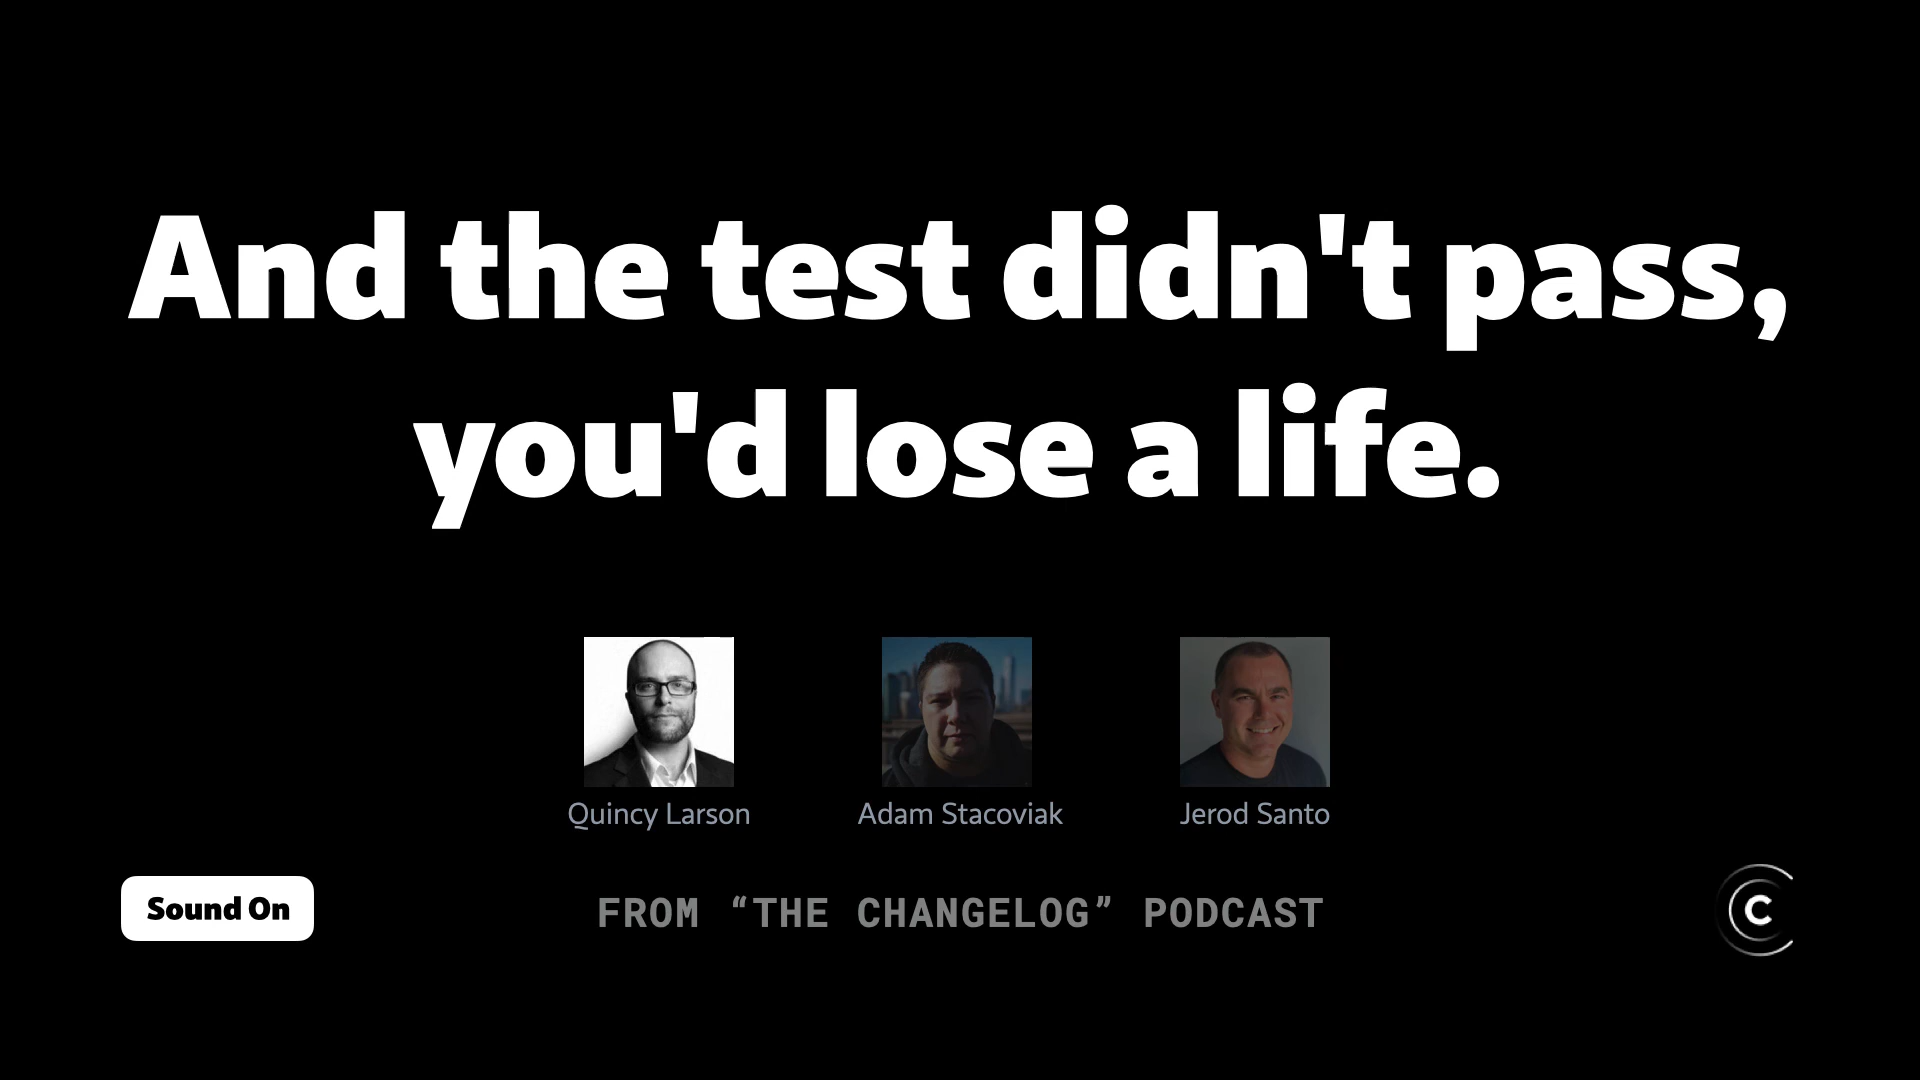 And the test didn't pass,
you'd lose a life.
Quincy Larson
Adam Stacoviak
Jerod Santo
Sound On
FROM “THE CHANGELOG” PODCAST
C